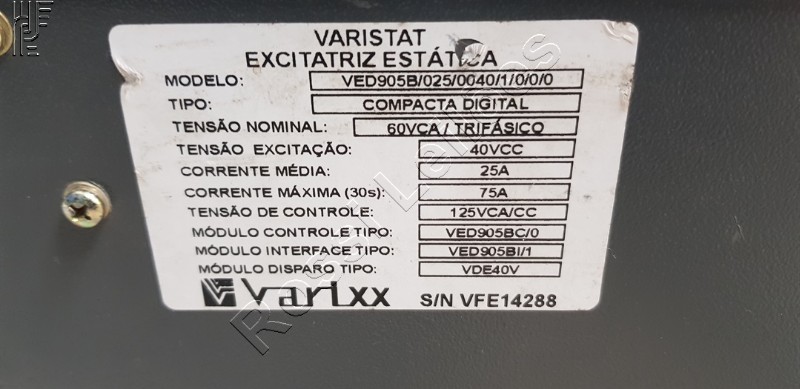 VARISTAT
EXCITATRIZ ESTÁTICA
MODELO: VED905B/025/0040/1/0/0/0
TIPO: COMPACTA DIGITAL
TENSÃO NOMINAL: 60VCA / TRIFÁSICO
TENSÃO EXCITAÇÃO: 40VCC
CORRENTE MÉDIA: 25A
CORRENTE MÁXIMA (30s): 75A
TENSÃO DE CONTROLE: 125VCA/CC
MÓDULO CONTROLE TIPO: VED905BC/0
MÓDULO INTERFACE TIPO: VED905BI/1
MÓDULO DISPARO TIPO: VDE40V
varixx S/N VFE14288
Rossi Leilões